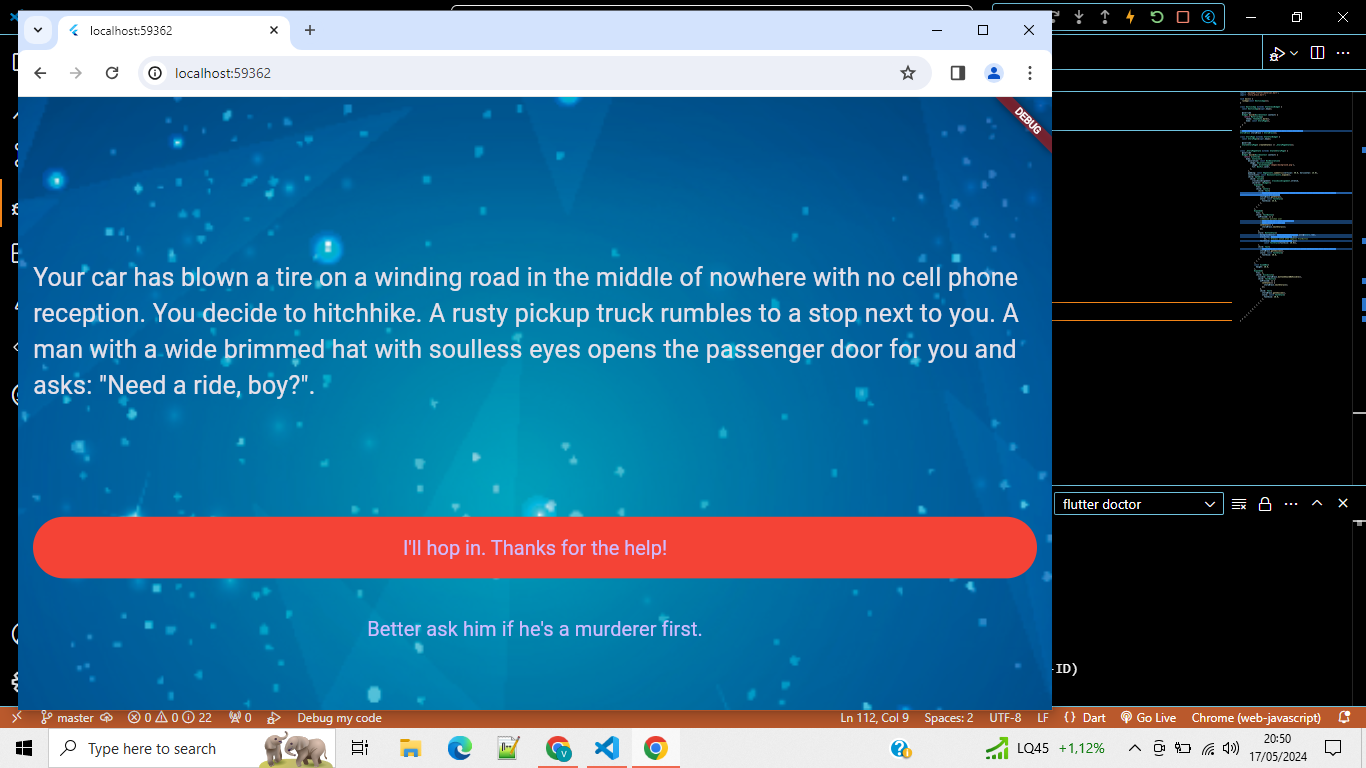 localhost:59362
localhost:59362
DEBUG
Your car has blown a tire on a winding road in the middle of nowhere with no cell phone
reception. You decide to hitchhike. A rusty pickup truck rumbles to a stop next to you. A
man with a wide brimmed hat with soulless eyes opens the passenger door for you and
asks: "Need a ride, boy?".
I'll hop in. Thanks for the help!
Better ask him if he's a murderer first.
flutter doctor
-ID)
master 0 0 22 0 Debug my code Ln 112, Col 9 Spaces: 2 UTF-8 LF {} Dart Go Live Chrome (web-javascript)
Type here to search
V
LQ45 +1,12%
20:50
17/05/2024